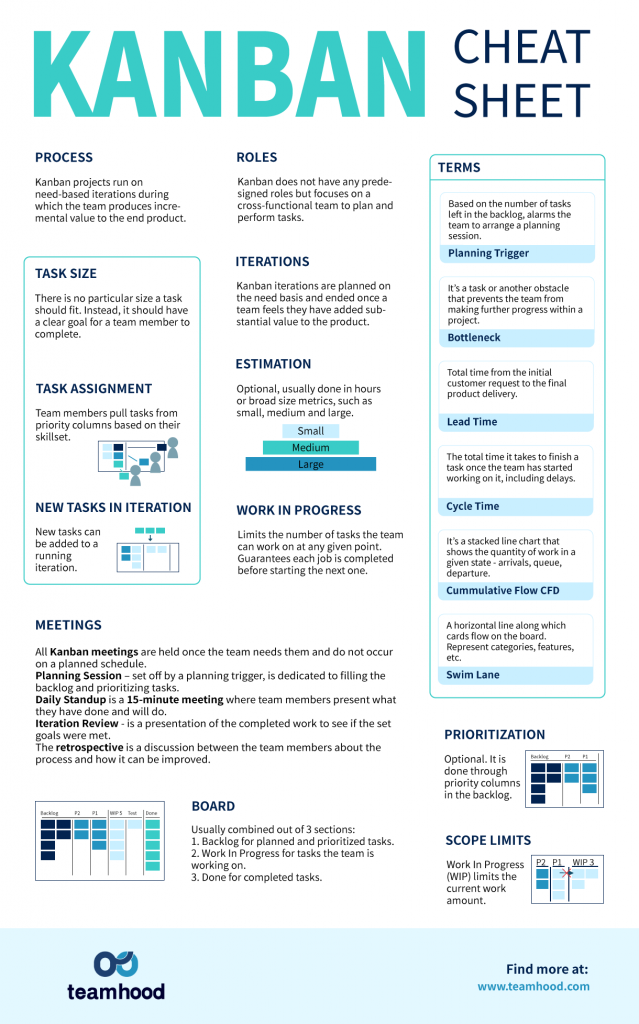 KANBAN
CHEAT
SHEET
PROCESS
Kanban projects run on
need-based iterations during
which the team produces incre-
mental value to the end product.
TASK SIZE
There is no particular size a task
should fit. Instead, it should have
a clear goal for a team member to
complete.
TASK ASSIGNMENT
Team members pull tasks from
priority columns based on their
skillset.
NEW TASKS IN ITERATION
New tasks can
be added to a
running
iteration.
ROLES
Kanban does not have any prede-
signed roles but focuses on a
cross-functional team to plan and
perform tasks.
ITERATIONS
Kanban iterations are planned on
the need basis and ended once a
team feels they have added sub-
stantial value to the product.
ESTIMATION
Optional, usually done in hours
or broad size metrics, such as
small, medium and large.
Small
Medium
Large
WORK IN PROGRESS
Limits the number of tasks the team
can work on at any given point.
Guarantees each job is completed
before starting the next one.
TERMS
Based on the number of tasks
left in the backlog, alarms the
team to arrange a planning
session.
Planning Trigger
It's a task or another obstacle
that prevents the team from
making further progress within a
project.
Bottleneck
Total time from the initial
customer request to the final
product delivery.
Lead Time
The total time it takes to finish a
task once the team has started
working on it, including delays.
Cycle Time
It's a stacked line chart that
shows the quantity of work in a
given state - arrivals, queue,
departure.
Cummulative Flow CFD
A horizontal line along which
cards flow on the board.
Represent categories, features,
etc.
Swim Lane
MEETINGS
All Kanban meetings are held once the team needs them and do not occur
on a planned schedule.
Planning Session – set off by a planning trigger, is dedicated to filling the
backlog and prioritizing tasks.
Daily Standup is a 15-minute meeting where team members present what
they have done and will do.
Iteration Review - is a presentation of the completed work to see if the set
goals were met.
The retrospective is a discussion between the team members about the
process and how it can be improved.
PRIORITIZATION
Optional. It is
done through
priority columns
in the backlog.
Backlog P2 P1
Backlog P2 P1 WIP 5 Test Done
BOARD
Usually combined out of 3 sections:
1. Backlog for planned and prioritized tasks.
2. Work In Progress for tasks the team is
working on.
3. Done for completed tasks.
SCOPE LIMITS
Work In Progress
(WIP) limits the
current work
amount.
P2 P1 WIP 3
teamhood
Find more at:
www.teamhood.com